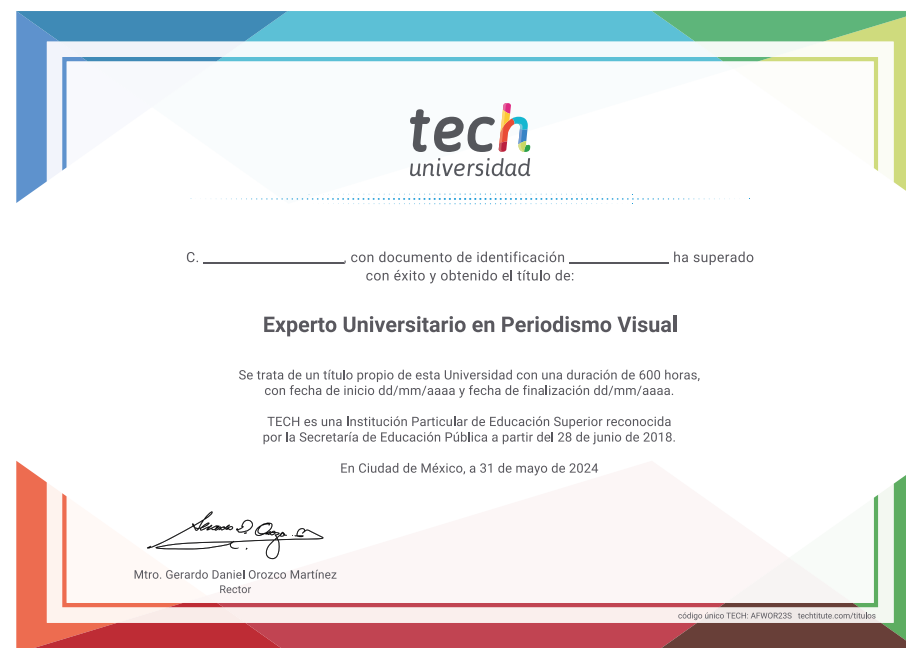 tech
universidad
C. ____________, con documento de identificación ____________ ha superado
con éxito y obtenido el título de:
Experto Universitario en Periodismo Visual
Se trata de un título propio de esta Universidad con una duración de 600 horas,
con fecha de inicio dd/mm/aaaa y fecha de finalización dd/mm/aaaa.
TECH es una Institución Particular de Educación Superior reconocida
por la Secretaría de Educación Pública a partir del 28 de junio de 2018.
En Ciudad de México, a 31 de mayo de 2024
Mtro. Gerardo Daniel Orozco Martínez
Rector
código único TECH: AFWOR23S techtitute.com/titulos